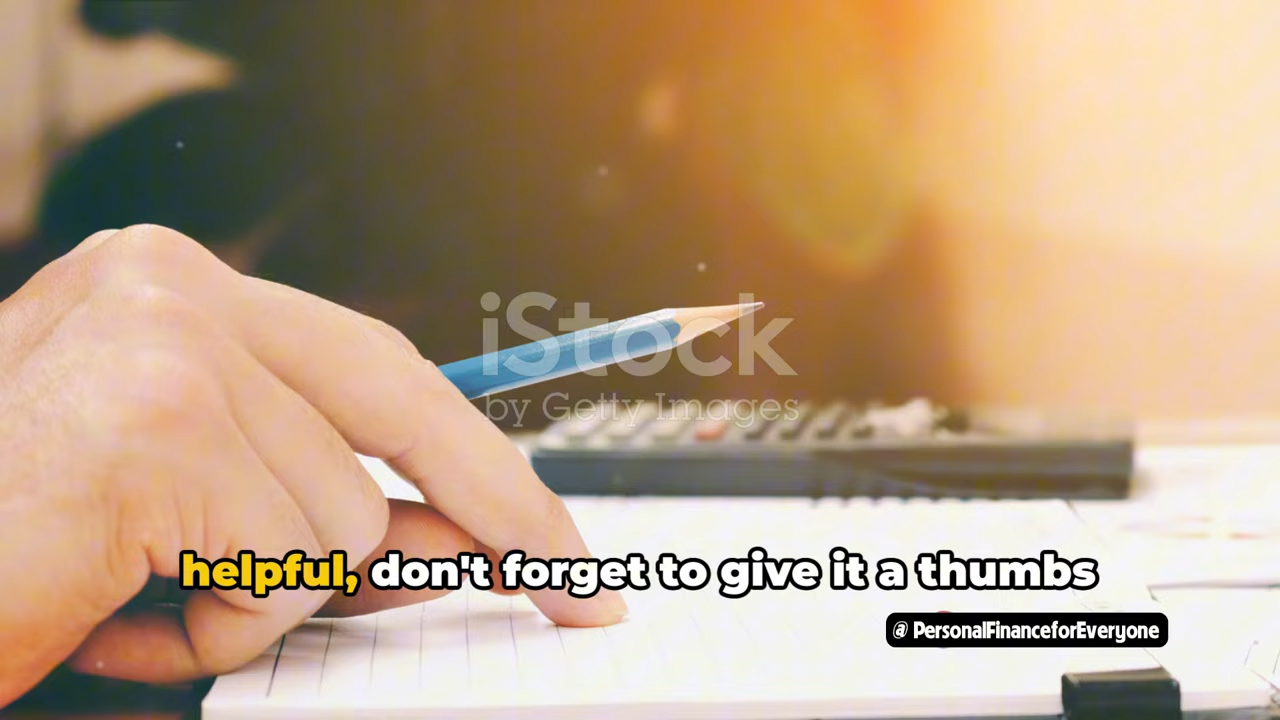 iStock
by Getty Images
helpful, don't forget to give it a thumbs
@ PersonalFinanceforEveryone